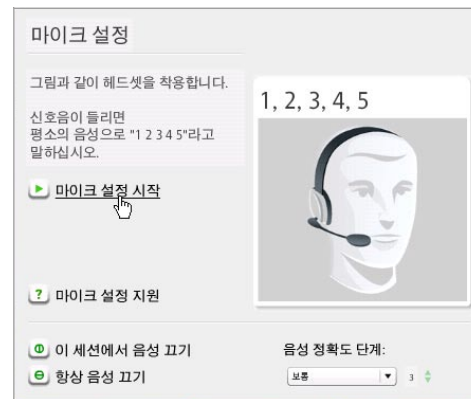 마이크 설정
그림과 같이 헤드셋을 착용합니다.
신호음이 들리면
평소의 음성으로 "1 2 3 4 5"라고
말하십시오.
1, 2, 3, 4, 5
마이크 설정 시작
마이크 설정 지원
이 세션에서 음성 끄기
항상 음성 끄기
음성 정확도 단계:
보통 3